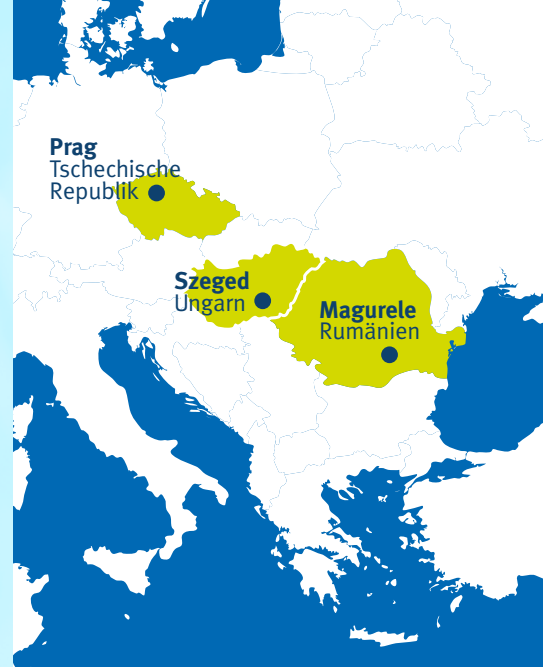 Prag
Tschechische
Republik
Szeged
Ungarn
Magurele
Rumänien